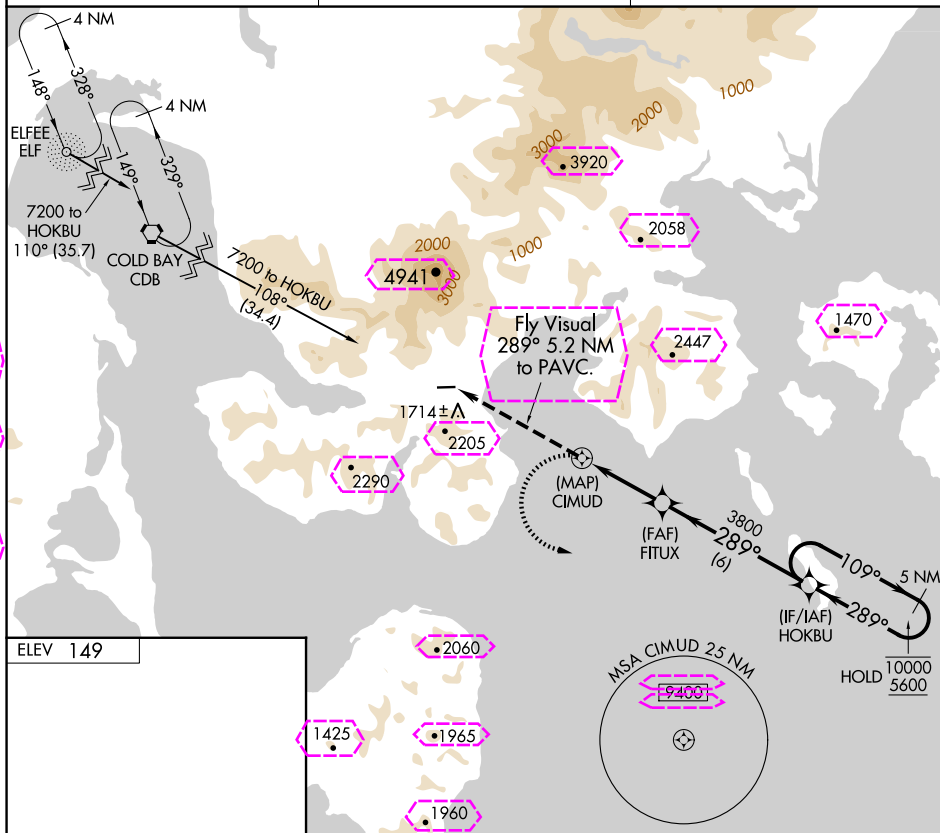 4 NM
148°
328°
4 NM
ELFEE
ELF
149°
329°
7200 to
HOKBU
110° (35.7)
COLD BAY
CDB
7200 to HOKBU
108°
(34.4)
1000
2000
3000
3920
2058
1000
2000
4941
3000
Fly Visual
289° 5.2 NM
to PAVC.
2447
1470
1714±
2205
2290
(MAP)
CIMUD
(FAF)
FITUX
3800
289°
(6)
109°
5 NM
289°
(IF/IAF)
HOKBU
HOLD
10000
5600
ELEV 149
2060
MSA CIMUD 25 NM
9400
1425
1965
1960